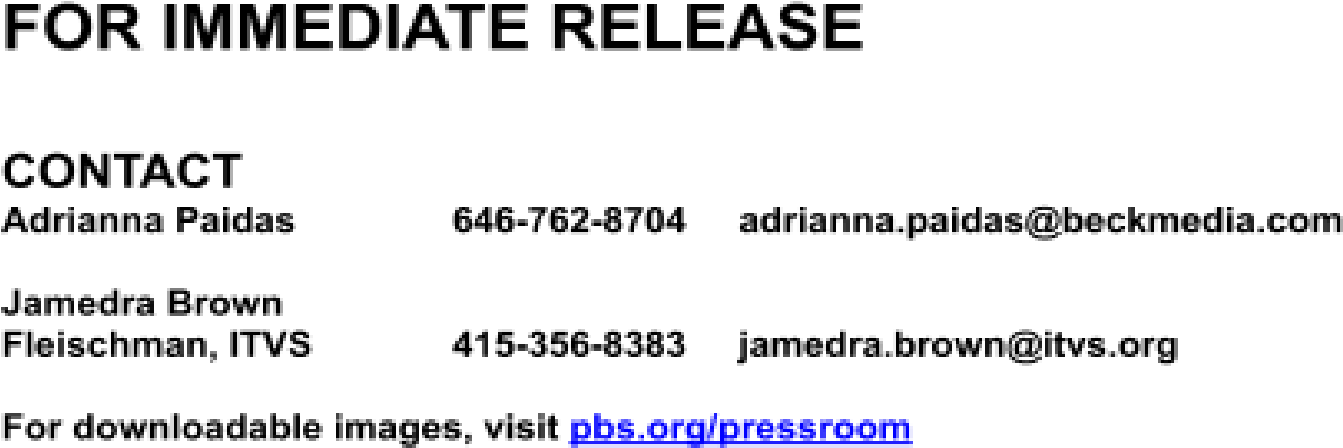 FOR IMMEDIATE RELEASE
CONTACT
Adrianna Paidas 646-762-8704 adrianna.paidas@beckmedia.com
Jamedra Brown
Fleischman, ITVS 415-356-8383 jamedra.brown@itvs.org
For downloadable images, visit pbs.org/pressroom